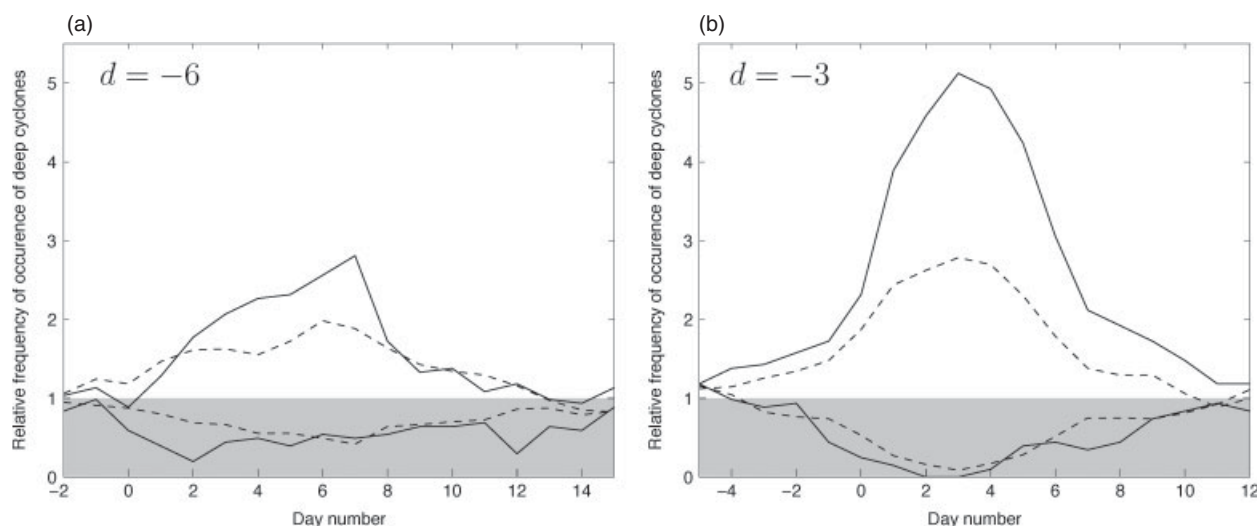 (a)
d = −6
Relative frequency of occurence of deep cyclones
5
4
3
2
1
0
−2 0 2 4 6 8 10 12 14
Day number
(b)
d = −3
Relative frequency of occurence of deep cyclones
5
4
3
2
1
0
−4 −2 0 2 4 6 8 10 12
Day number